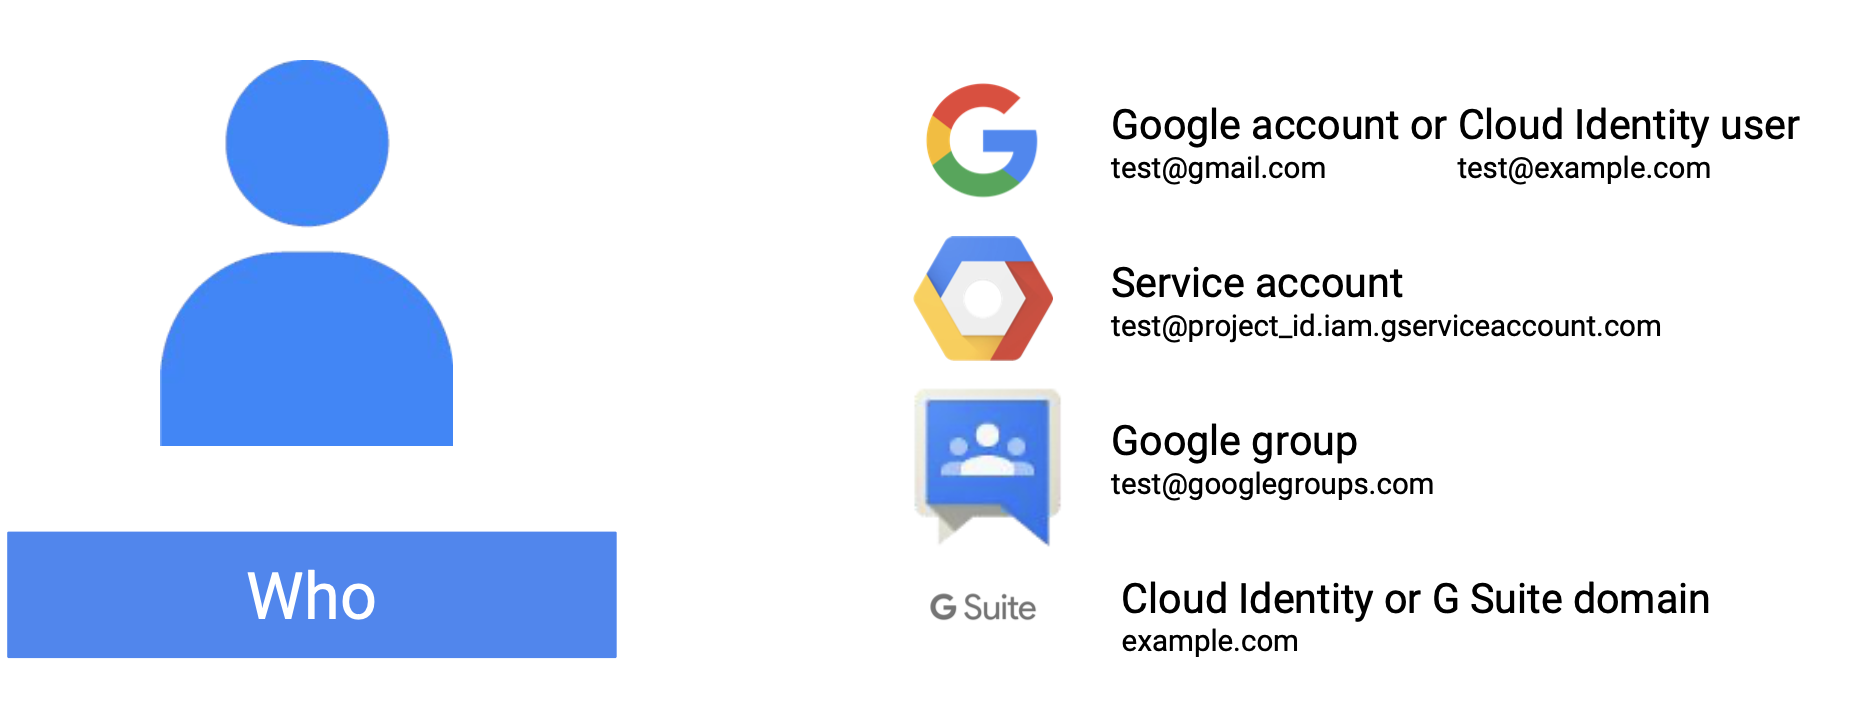 Who
Google account or Cloud Identity user
test@gmail.com test@example.com
Service account
test@project_id.iam.gserviceaccount.com
Google group
test@googlegroups.com
G Suite
Cloud Identity or G Suite domain
example.com